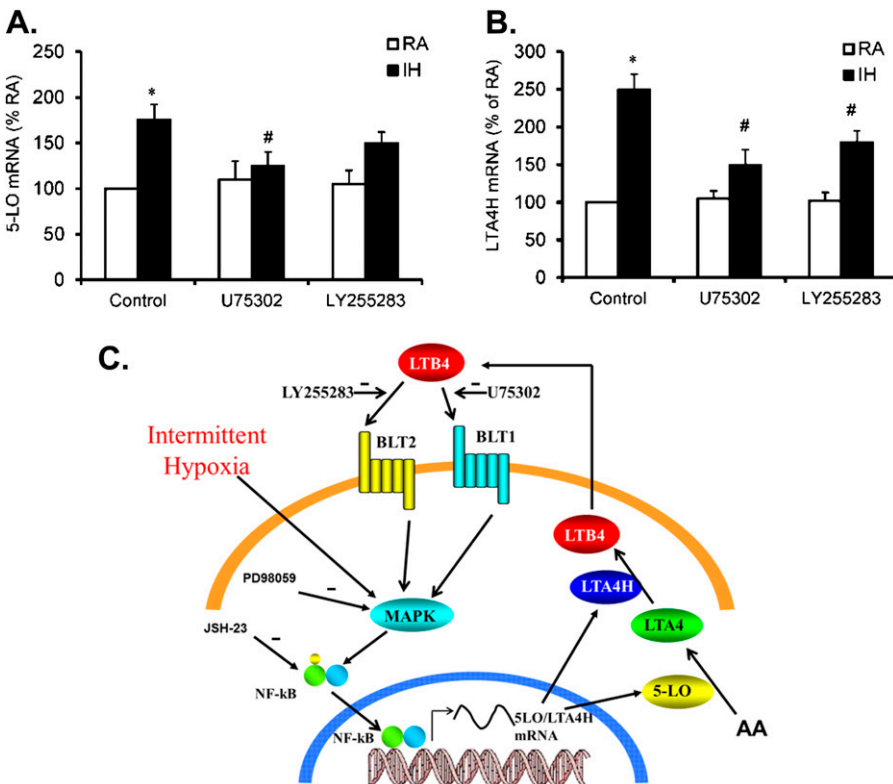 A.
RA
IH
5-LO mRNA (% RA)
250
200
150
100
50
0
*
#
Control
U75302
LY255283
B.
RA
IH
LTA4H mRNA (% of RA)
300
250
200
150
100
50
0
*
#
#
Control
U75302
LY255283
C.
LTB4
LY255283
–
–
U75302
BLT2
BLT1
Intermittent
Hypoxia
LTB4
LTA4H
PD98059
–
MAPK
LTA4
JSH-23
–
5-LO
NF-kB
AA
NF-kB
5LO/LTA4H
mRNA